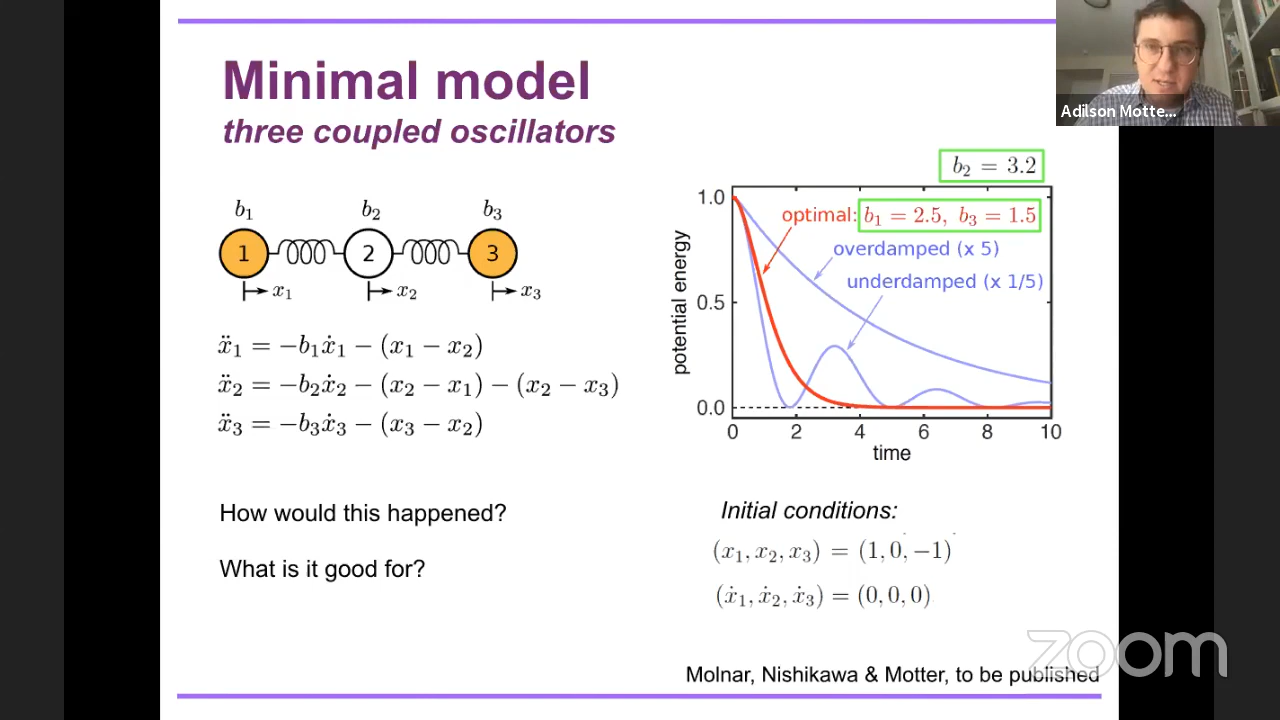 Minimal model
three coupled oscillators
Adilson Motte...
b₁ b₂ b₃
1 2 3
x₁ x₂ x₃
ẍ₁ = −b₁ẋ₁ − (x₁ − x₂)
ẍ₂ = −b₂ẋ₂ − (x₂ − x₁) − (x₂ − x₃)
ẍ₃ = −b₃ẋ₃ − (x₃ − x₂)
How would this happened?
What is it good for?
b₂ = 3.2
optimal: b₁ = 2.5, b₃ = 1.5
overdamped (x 5)
underdamped (x 1/5)
potential energy
1.0
0.5
0.0
0 2 4 6 8 10
time
Initial conditions:
(x₁, x₂, x₃) = (1, 0, −1)
(ẋ₁, ẋ₂, ẋ₃) = (0, 0, 0)
zoom
Molnar, Nishikawa & Motter, to be published